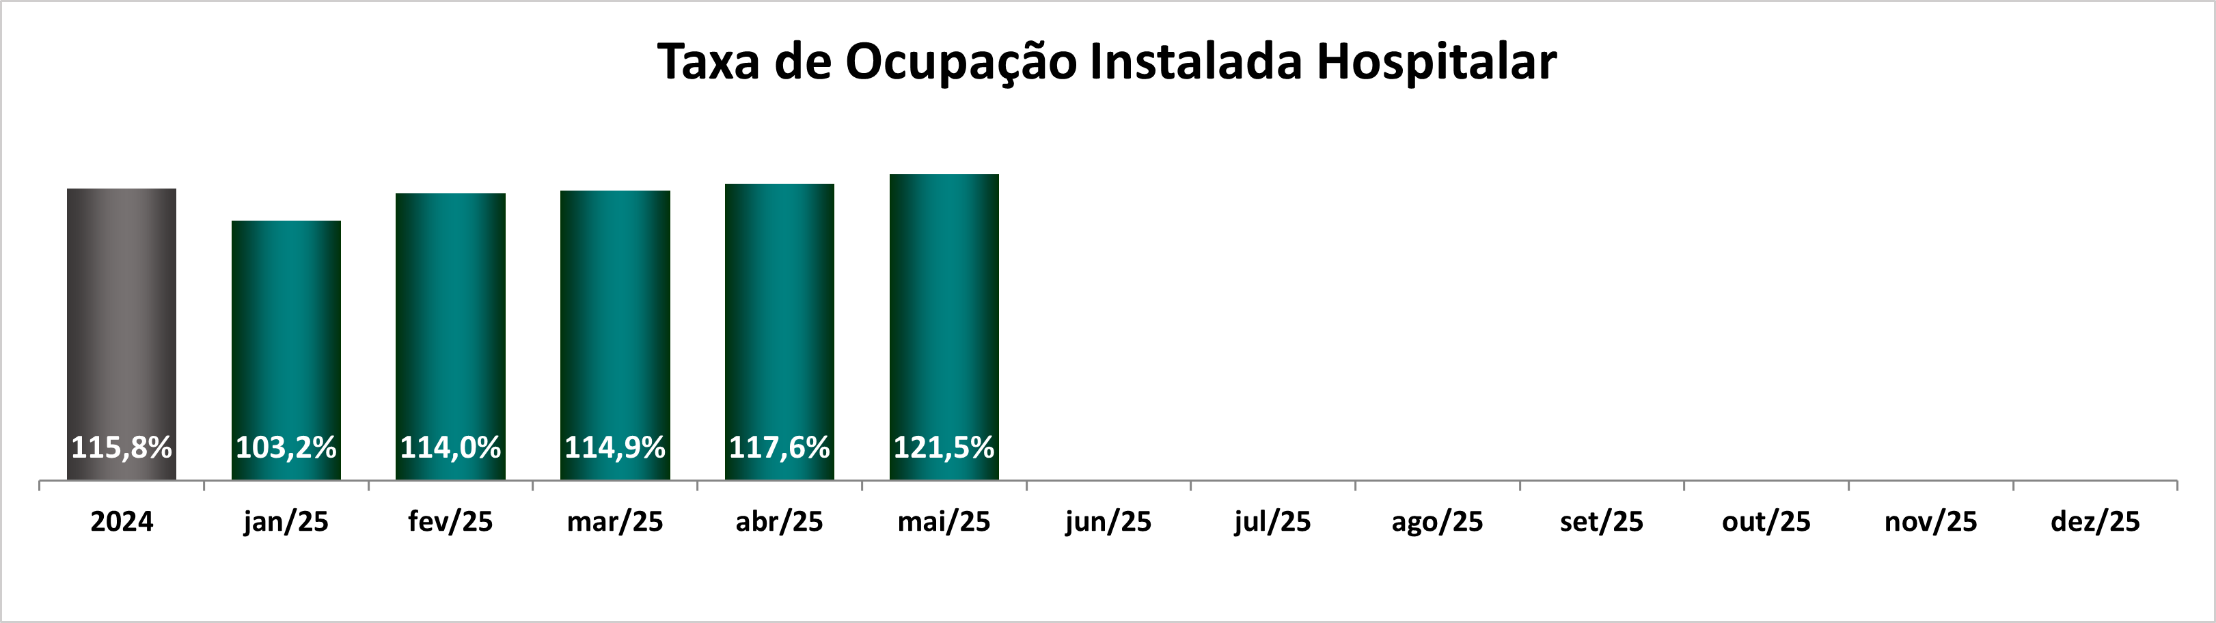 Taxa de Ocupação Instalada Hospitalar
115,8% 103,2% 114,0% 114,9% 117,6% 121,5%
2024 jan/25 fev/25 mar/25 abr/25 mai/25 jun/25 jul/25 ago/25 set/25 out/25 nov/25 dez/25